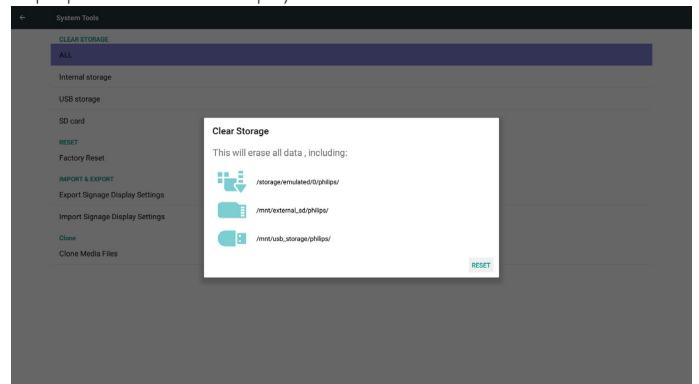 System Tools
CLEAR STORAGE
ALL
Internal storage
USB storage
SD card
RESET
Factory Reset
IMPORT & EXPORT
Export Signage Display Settings
Import Signage Display Settings
Clone
Clone Media Files
Clear Storage
This will erase all data , including:
/storage/emulated/0/philips/
/mnt/external_sd/philips/
/mnt/usb_storage/philips/
RESET